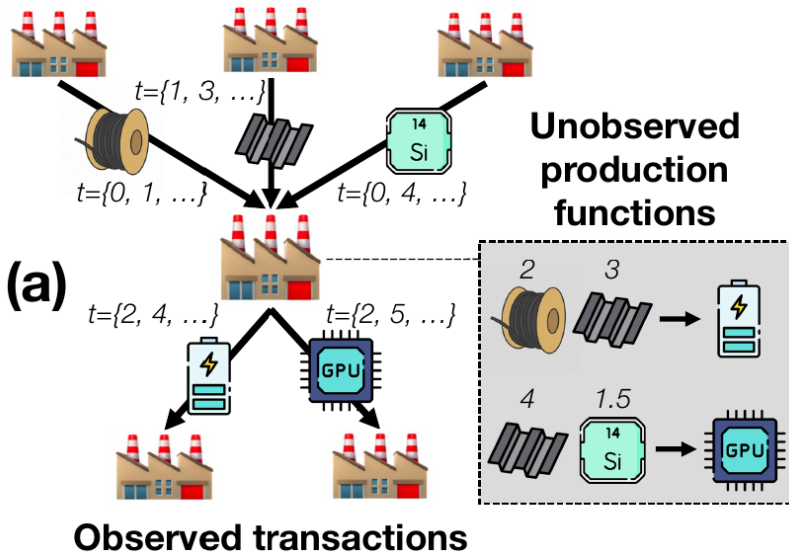 t={1, 3, ...}
14
Si
t={0, 1, ...}
t={0, 4, ...}
Unobserved
production
functions
(a)
t={2, 4, ...}
t={2, 5, ...}
GPU
2 3
4 1.5
14
Si
GPU
Observed transactions